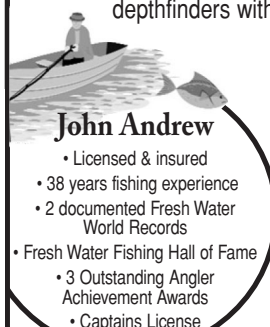 depthfinders with
John Andrew
• Licensed & insured
• 38 years fishing experience
• 2 documented Fresh Water
World Records
• Fresh Water Fishing Hall of Fame
• 3 Outstanding Angler
Achievement Awards
• Captains License